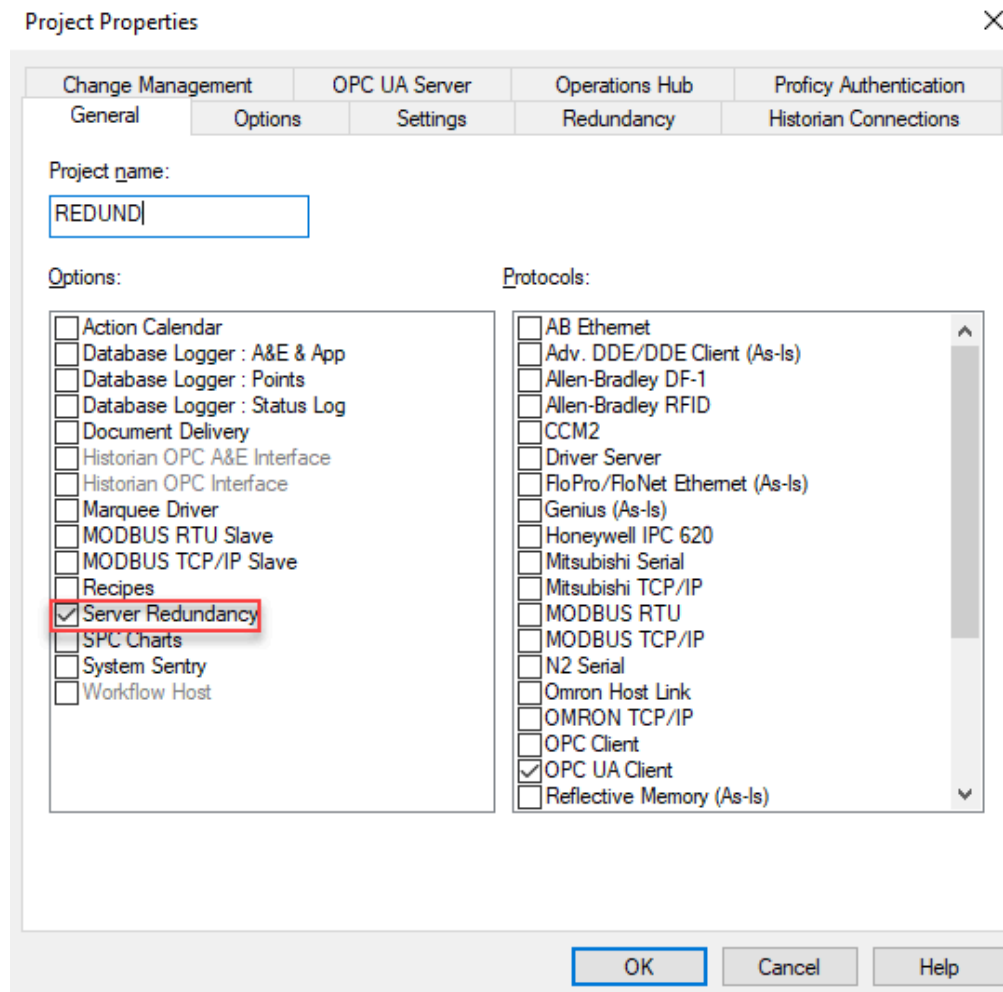 Project Properties
Change Management
OPC UA Server
Operations Hub
Proficy Authentication
General
Options
Settings
Redundancy
Historian Connections
Project name:
REDUND
Options:
Protocols:
Action Calendar
Database Logger : A&E & App
Database Logger : Points
Database Logger : Status Log
Document Delivery
Historian OPC A&E Interface
Historian OPC Interface
Marquee Driver
MODBUS RTU Slave
MODBUS TCP/IP Slave
Recipes
Server Redundancy
SPC Charts
System Sentry
Workflow Host
AB Ethernet
Adv. DDE/DDE Client (As-Is)
Allen-Bradley DF-1
Allen-Bradley RFID
CCM2
Driver Server
FloPro/FloNet Ethernet (As-Is)
Genius (As-Is)
Honeywell IPC 620
Mitsubishi Serial
Mitsubishi TCP/IP
MODBUS RTU
MODBUS TCP/IP
N2 Serial
Omron Host Link
OMRON TCP/IP
OPC Client
OPC UA Client
Reflective Memory (As-Is)
OK
Cancel
Help